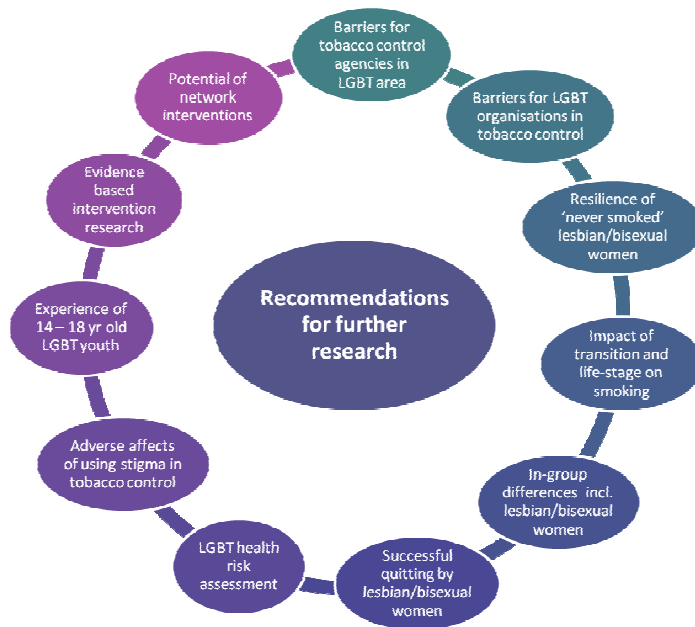 Barriers for
tobacco control
agencies in
LGBT area
Barriers for LGBT
organisations in
tobacco control
Resilience of
'never smoked'
lesbian/bisexual
women
Impact of
transition and
life-stage on
smoking
In-group
differences incl.
lesbian/bisexual
women
Successful
quitting by
lesbian/bisexual
women
LGBT health
risk
assessment
Adverse affects
of using stigma in
tobacco control
Experience of
14 – 18 yr old
LGBT youth
Evidence
based
intervention
research
Potential of
network
interventions
Recommendations
for further
research